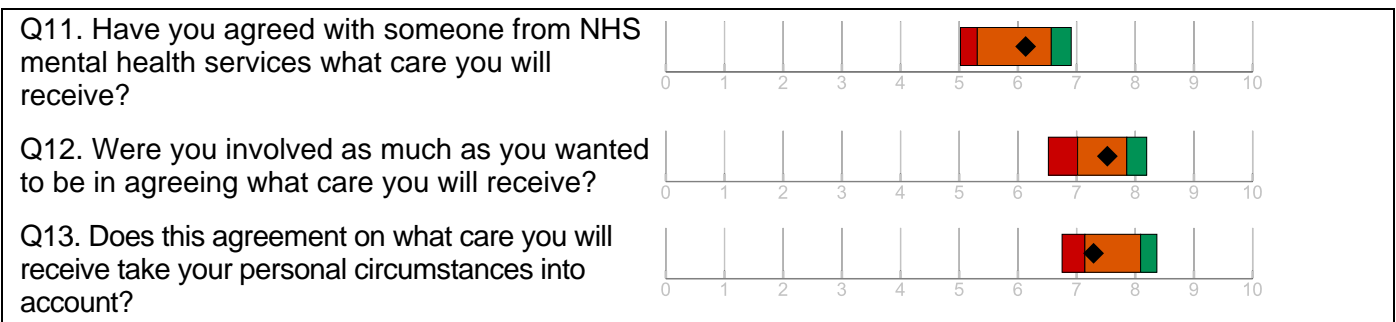 Q11. Have you agreed with someone from NHS
mental health services what care you will
receive?
0 1 2 3 4 5 6 7 8 9 10
Q12. Were you involved as much as you wanted
to be in agreeing what care you will receive?
0 1 2 3 4 5 6 7 8 9 10
Q13. Does this agreement on what care you will
receive take your personal circumstances into
account?
0 1 2 3 4 5 6 7 8 9 10